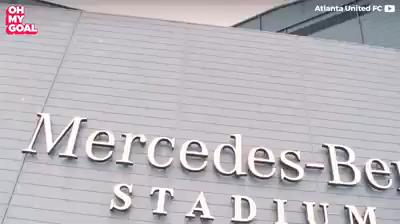 OH
MY
GOAL
Atlanta United FC
Mercedes-Be
STADIUM